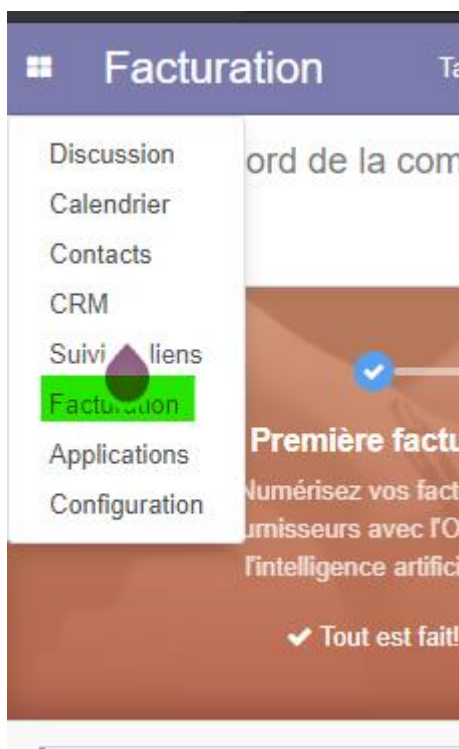 Facturation Ta
Discussion
Calendrier
Contacts
CRM
Suivi liens
Facturation
Applications
Configuration
ord de la com
Première factu
Numérisez vos fact
urnisseurs avec l'O
l'intelligence artifici
✔ Tout est fait!